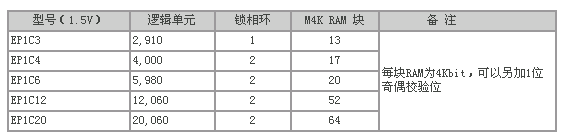 型号（1.5V） 逻辑单元 锁相环 M4K RAM 块 备 注
EP1C3 2,910 1 13
EP1C4 4,000 2 17
EP1C6 5,980 2 20
EP1C12 12,060 2 52
EP1C20 20,060 2 64
每块RAM为4Kbit，可以另加1位
奇偶校验位